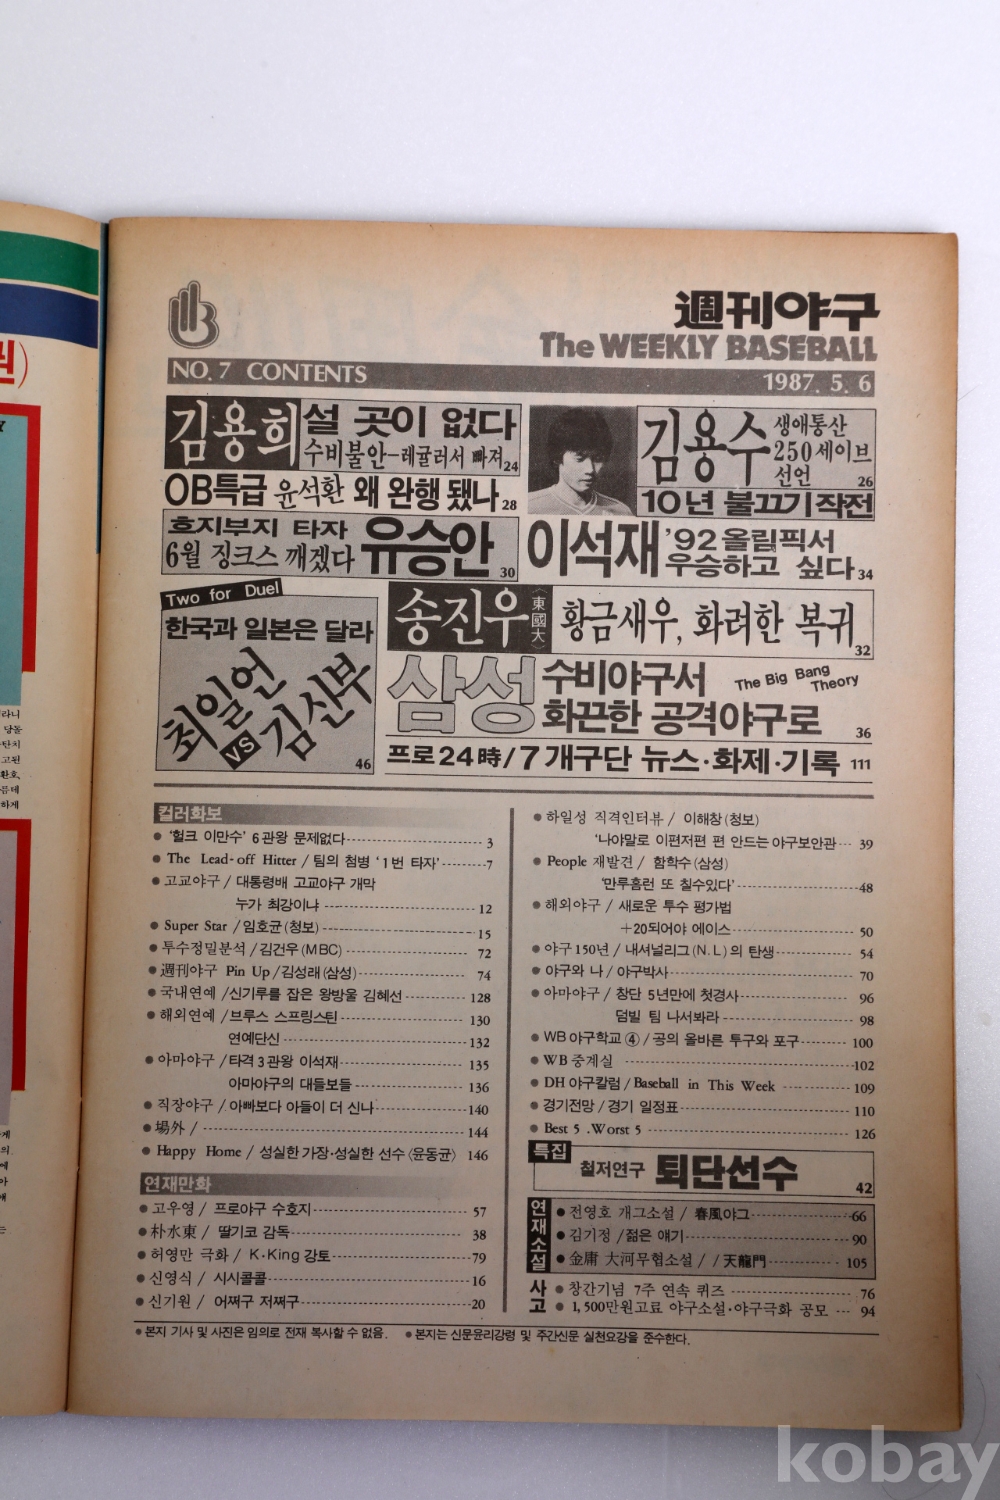 週刊야구
The WEEKLY BASEBALL
NO. 7 CONTENTS
1987. 5. 6
김용희 설 곳이 없다
수비불안-레귤러서 빠져 24
OB특급 윤석환 왜 완행 됐나 28
흐지부지 타자
6월 징크스 깨겠다 유승안 30
김용수 생애통산
250세이브
선언 26
10년 불끄기작전
이석재 '92올림픽서
우승하고 싶다 34
Two for Duel
한국과 일본은 달라
최일언
VS
김신부
46
송진우 〈東國大〉 황금새우, 화려한 복귀 32
삼성 수비야구서
화끈한 공격야구로
The Big Bang
Theory
36
프로24時/7개구단 뉴스·화제·기록 111
컬러화보
● '헐크 이만수' 6관왕 문제없다 3
● The Lead-off Hitter / 팀의 첨병 '1번 타자' 7
● 고교야구 / 대통령배 고교야구 개막
누가 최강이냐 12
● Super Star / 임호균(청보) 15
● 투수정밀분석 / 김건우(MBC) 72
● 週刊야구 Pin Up / 김성래(삼성) 74
● 국내연예 / 신기루를 잡은 왕방울 김혜선 128
● 해외연예 / 브루스 스프링스틴 130
연예단신 132
● 아마야구 / 타격3관왕 이석재 135
아마야구의 대들보들 136
● 직장야구 / 아빠보다 아들이 더 신나 140
● 場外 / 144
● Happy Home / 성실한 가장·성실한 선수〈윤동균〉 146
연재만화
● 고우영 / 프로야구 수호지 57
● 朴水東 / 딸기코 감독 38
● 허영만 극화 / K·King 강토 79
● 신영식 / 시시콜콜 16
● 신기원 / 어쩌구 저쩌구 20
● 하일성 직격인터뷰 / 이해창(청보)
'나야말로 이편저편 편 안드는 야구보안관 39
● People 재발견 / 함학수(삼성)
'만루홈런 또 칠수있다' 48
● 해외야구 / 새로운 투수 평가법
+20되어야 에이스 50
● 야구150년 / 내셔널리그(N.L)의 탄생 54
● 야구와 나 / 야구박사 70
● 아마야구 / 창단 5년만에 첫경사 96
덤빌 팀 나서봐라 98
● WB야구학교④ / 공의 올바른 투구와 포구 100
● WB중계실 102
● DH야구칼럼 / Baseball in This Week 109
● 경기전망 / 경기 일정표 110
● Best 5 .Worst 5 126
특집 철저연구 퇴단선수 42
연재소설
● 전영호 개그소설 / 春風야그 66
● 김기정 / 젊은 얘기 90
● 金庸 大河무협소설 / / 天龍門 105
사고
● 창간기념 7주 연속 퀴즈 76
● 1,500만원고료 야구소설·야구극화 공모 94
● 본지 기사 및 사진은 임의로 전재 복사할 수 없음. ● 본지는 신문윤리강령 및 주간신문 실천요강을 준수한다.
kobay